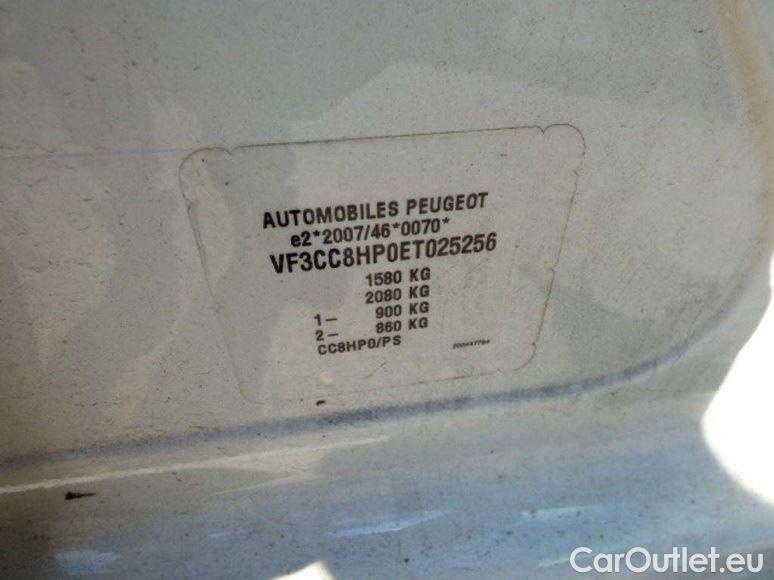 AUTOMOBILES PEUGEOT
e2*2007/46*0070*
VF3CC8HP0ET025256
1580 KG
2080 KG
1- 900 KG
2- 860 KG
CC8HP0/PS
CarOutlet.eu